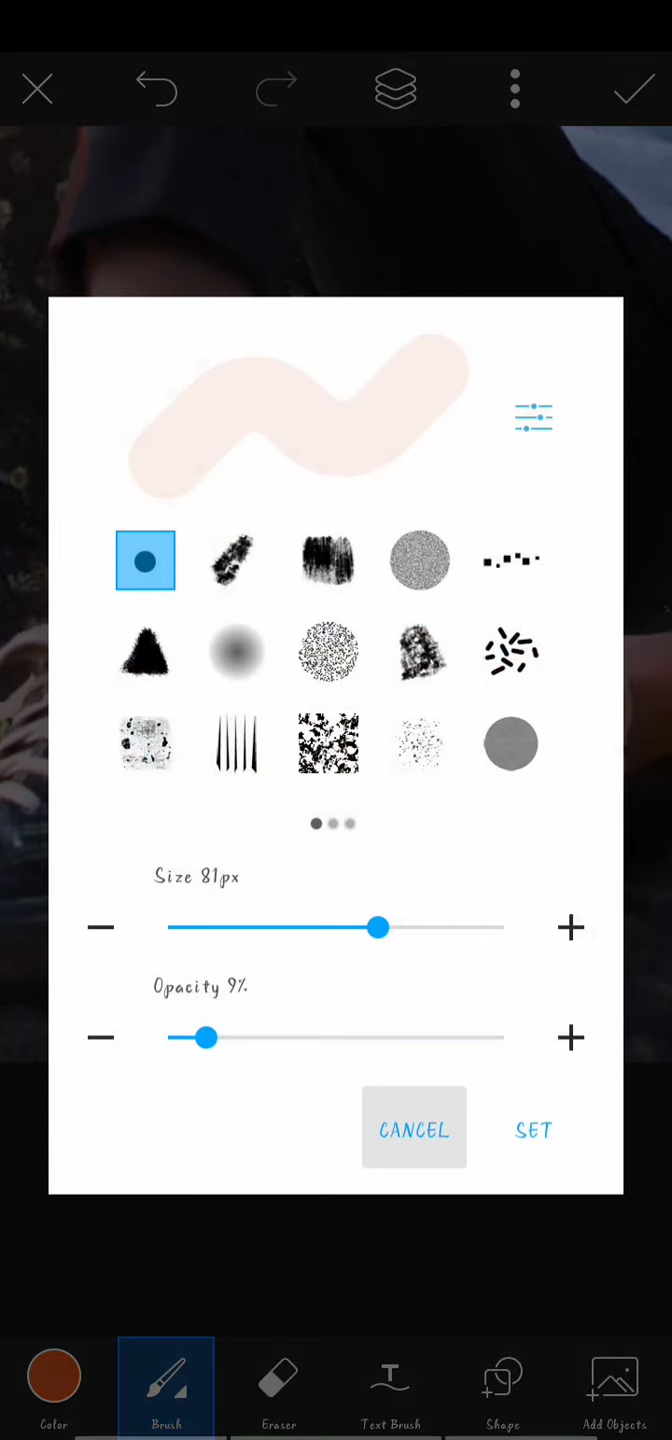 Size 81px
Opacity 9%
CANCEL SET
Color Brush Eraser Text Brush Shape Add Objects